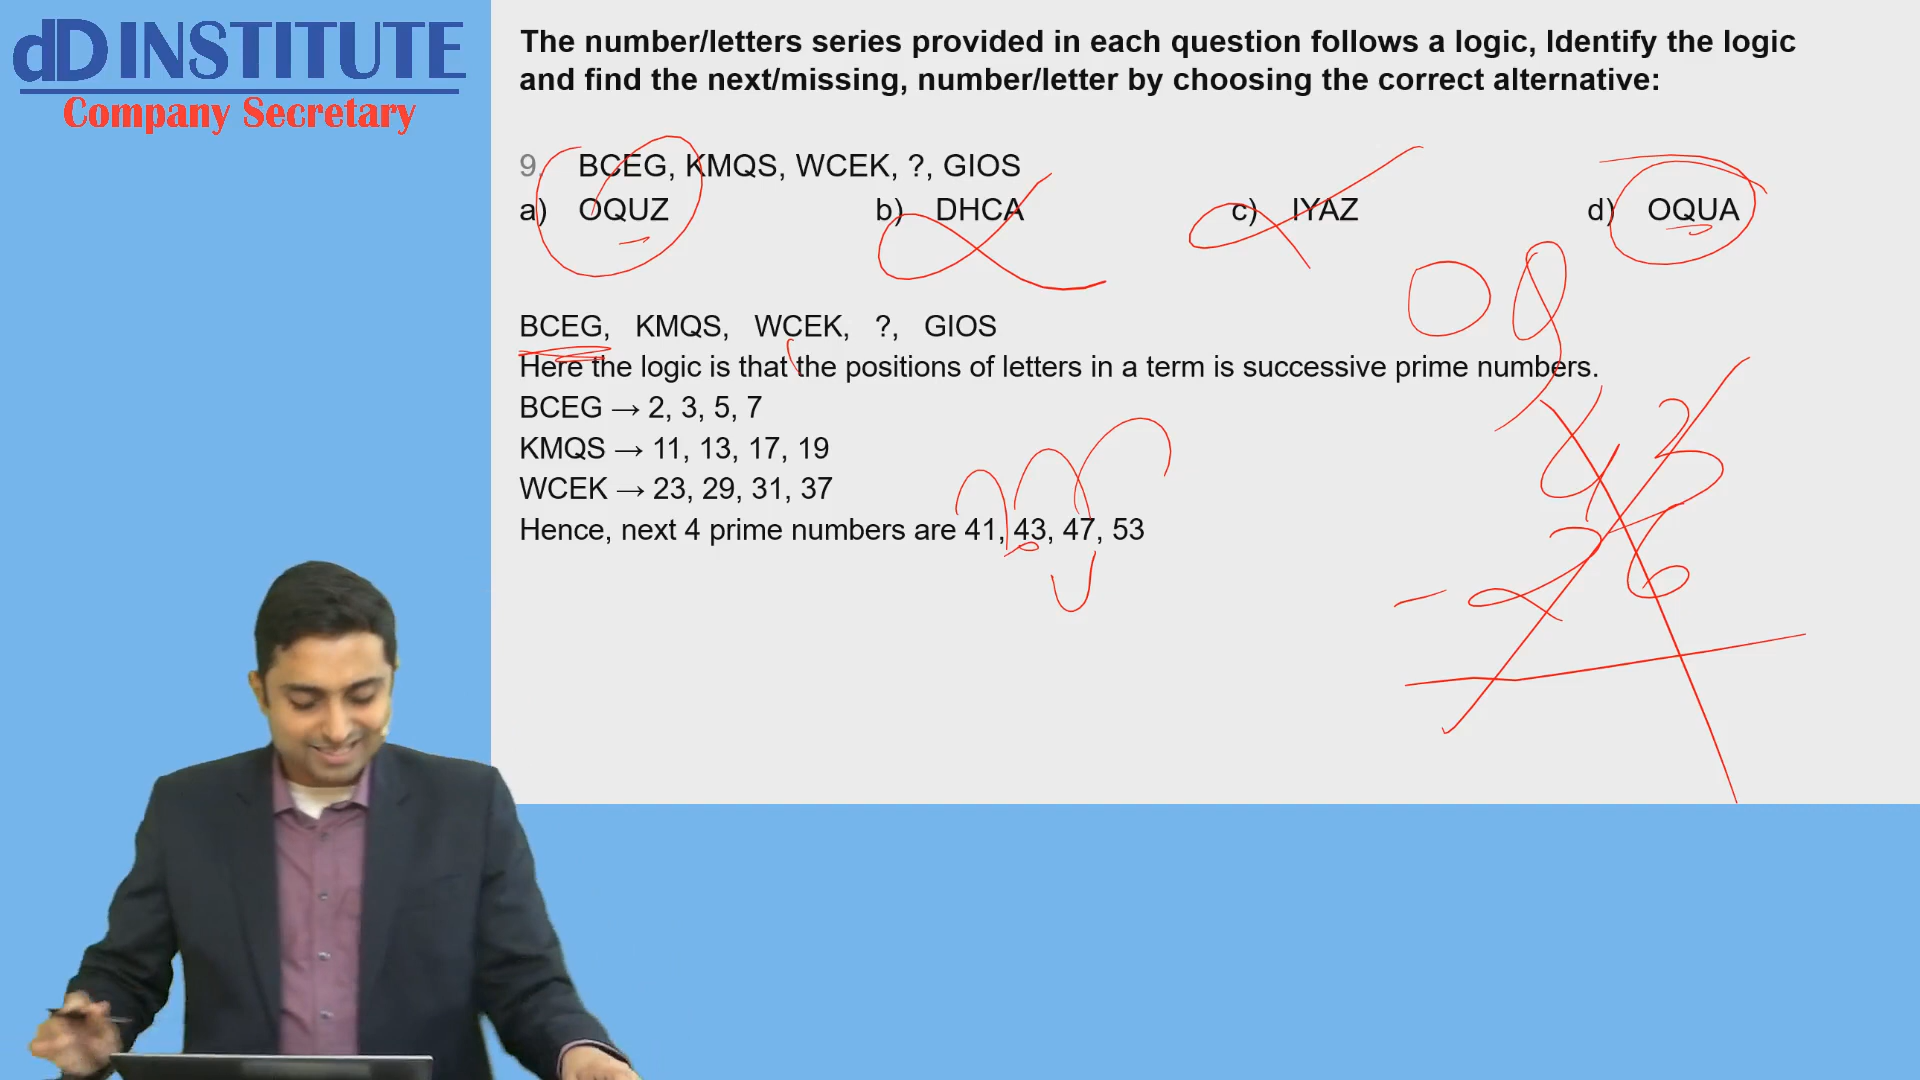 dD INSTITUTE
Company Secretary
The number/letters series provided in each question follows a logic, Identify the logic
and find the next/missing, number/letter by choosing the correct alternative:
9. BCEG, KMQS, WCEK, ?, GIOS
a) OQUZ b) DHCA c) IYAZ d) OQUA
BCEG, KMQS, WCEK, ?, GIOS
Here the logic is that the positions of letters in a term is successive prime numbers.
BCEG → 2, 3, 5, 7
KMQS → 11, 13, 17, 19
WCEK → 23, 29, 31, 37
Hence, next 4 prime numbers are 41, 43, 47, 53